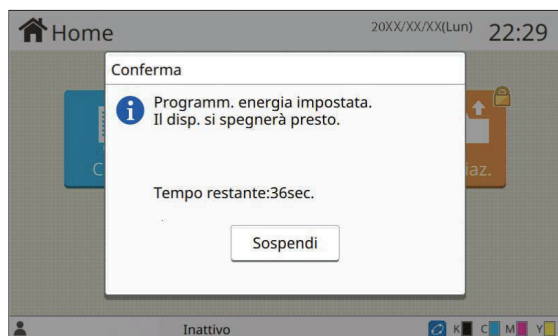 Home
20XX/XX/XX(Lun) 22:29
Conferma
Programm. energia impostata.
Il disp. si spegnerà presto.
C
iaz.
Tempo restante:36sec.
Sospendi
Inattivo
K C M Y